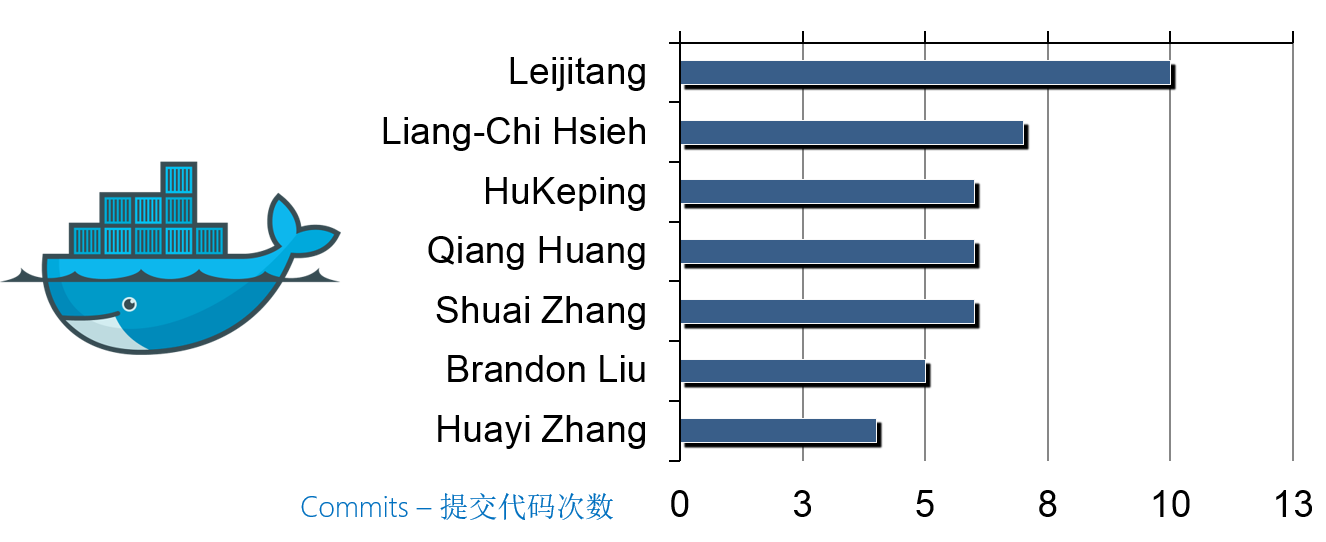 Leijitang
Liang-Chi Hsieh
HuKeping
Qiang Huang
Shuai Zhang
Brandon Liu
Huayi Zhang
Commits – 提交代码次数
0 3 5 8 10 13